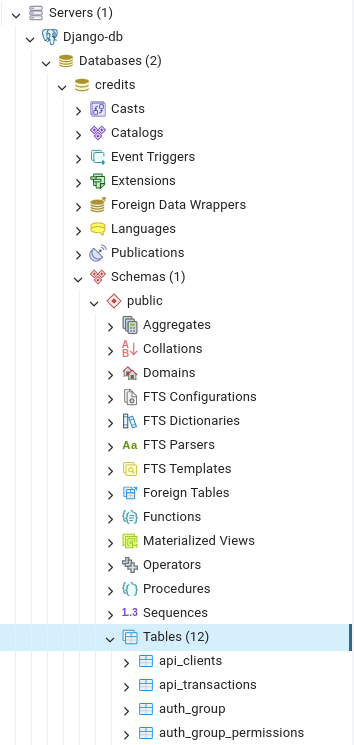 Servers (1)
Django-db
Databases (2)
credits
Casts
Catalogs
Event Triggers
Extensions
Foreign Data Wrappers
Languages
Publications
Schemas (1)
public
Aggregates
A
B Collations
Domains
FTS Configurations
FTS Dictionaries
Aa FTS Parsers
FTS Templates
Foreign Tables
Functions
Materialized Views
Operators
Procedures
1..3 Sequences
Tables (12)
api_clients
api_transactions
auth_group
auth_group_permissions